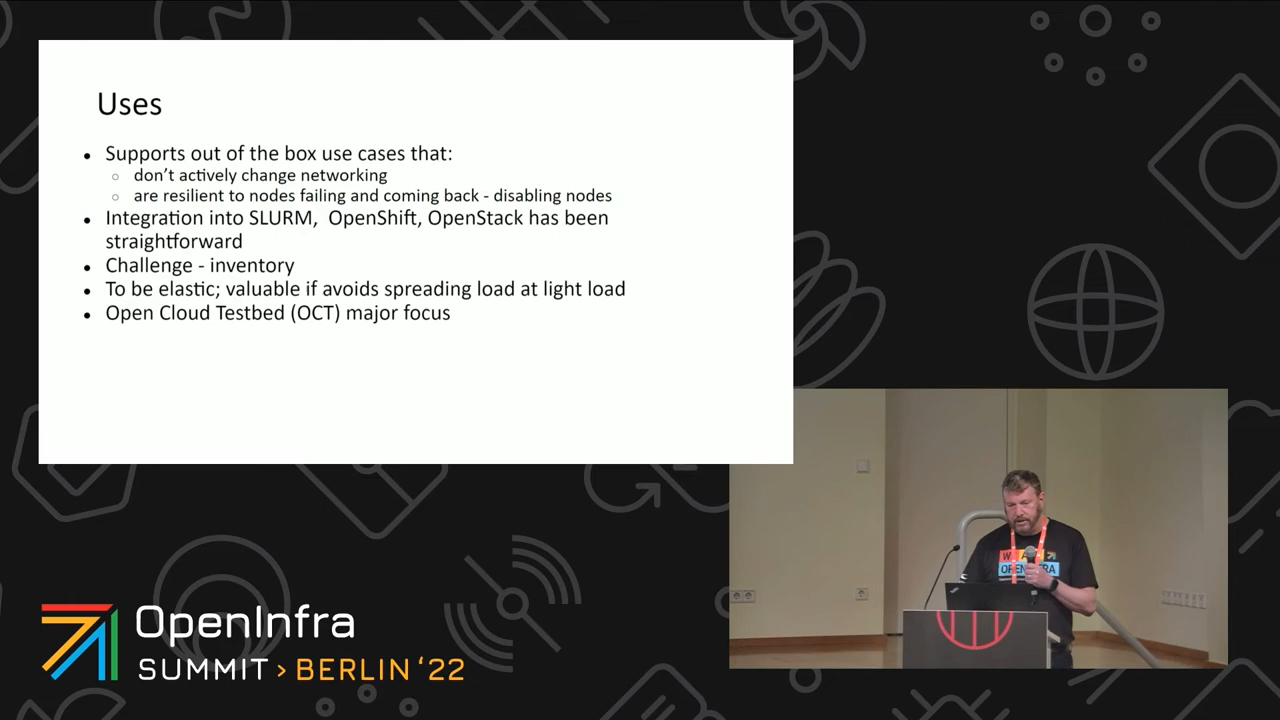 Uses
• Supports out of the box use cases that:
○ don't actively change networking
○ are resilient to nodes failing and coming back - disabling nodes
• Integration into SLURM, OpenShift, OpenStack has been
straightforward
• Challenge - inventory
• To be elastic; valuable if avoids spreading load at light load
• Open Cloud Testbed (OCT) major focus
OPENINFRA
OpenInfra
SUMMIT > BERLIN '22